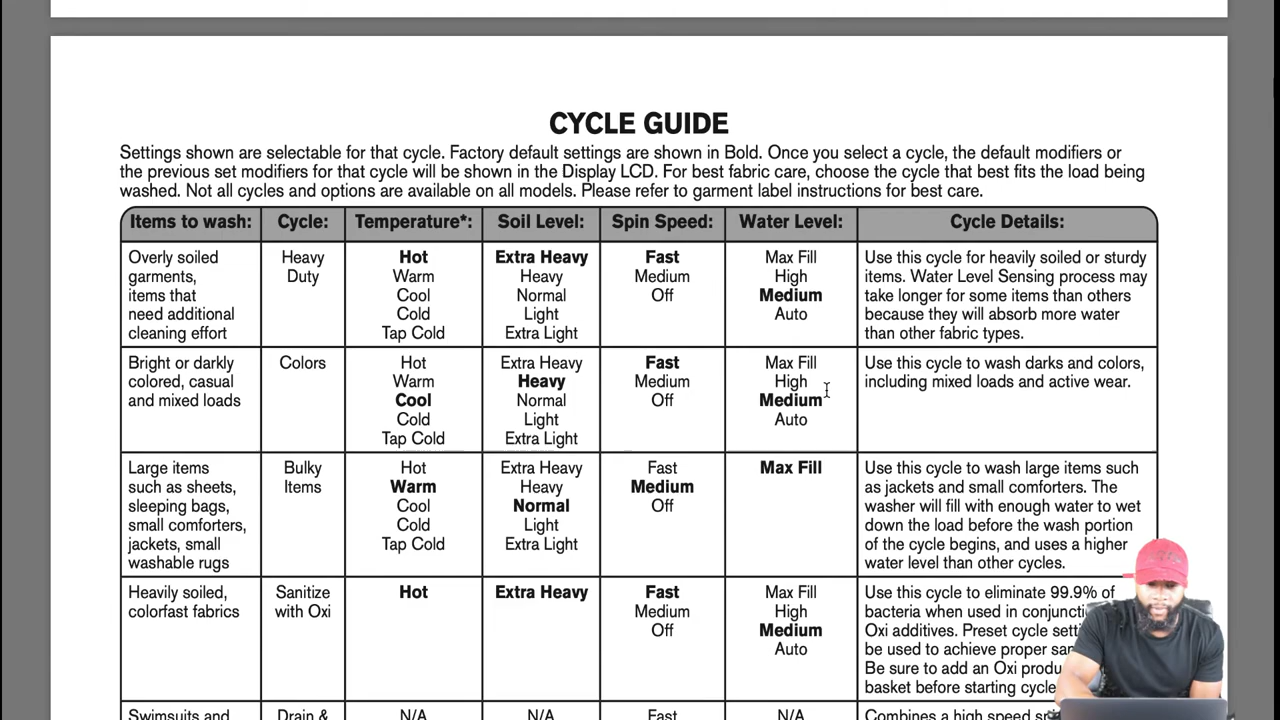 CYCLE GUIDE
Settings shown are selectable for that cycle. Factory default settings are shown in Bold. Once you select a cycle, the default modifiers or
the previous set modifiers for that cycle will be shown in the Display LCD. For best fabric care, choose the cycle that best fits the load being
washed. Not all cycles and options are available on all models. Please refer to garment label instructions for best care.
Items to wash: Cycle: Temperature*: Soil Level: Spin Speed: Water Level: Cycle Details:
Overly soiled
garments,
items that
need additional
cleaning effort
Heavy
Duty
Hot
Warm
Cool
Cold
Tap Cold
Extra Heavy
Heavy
Normal
Light
Extra Light
Fast
Medium
Off
Max Fill
High
Medium
Auto
Use this cycle for heavily soiled or sturdy
items. Water Level Sensing process may
take longer for some items than others
because they will absorb more water
than other fabric types.
Bright or darkly
colored, casual
and mixed loads
Colors
Hot
Warm
Cool
Cold
Tap Cold
Extra Heavy
Heavy
Normal
Light
Extra Light
Fast
Medium
Off
Max Fill
High
Medium
Auto
Use this cycle to wash darks and colors,
including mixed loads and active wear.
Large items
such as sheets,
sleeping bags,
small comforters,
jackets, small
washable rugs
Bulky
Items
Hot
Warm
Cool
Cold
Tap Cold
Extra Heavy
Heavy
Normal
Light
Extra Light
Fast
Medium
Off
Max Fill
Use this cycle to wash large items such
as jackets and small comforters. The
washer will fill with enough water to wet
down the load before the wash portion
of the cycle begins, and uses a higher
water level than other cycles.
Heavily soiled,
colorfast fabrics
Sanitize
with Oxi
Hot
Extra Heavy
Fast
Medium
Off
Max Fill
High
Medium
Auto
Use this cycle to eliminate 99.9% of
bacteria when used in
Oxi additives. Preset cycle
be used to achieve proper
Be sure to add an Oxi
basket before starting cycle
Swimsuits and
Drain &
N/A
N/A
Fast
N/A
Combines a high speed